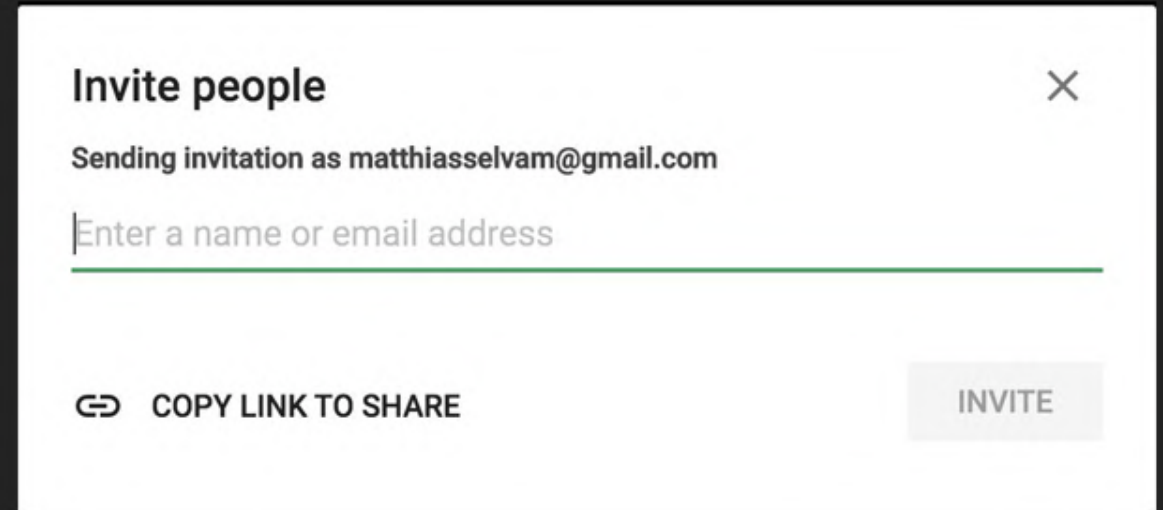 Invite people
Sending invitation as matthiasselvam@gmail.com
Enter a name or email address
COPY LINK TO SHARE
INVITE